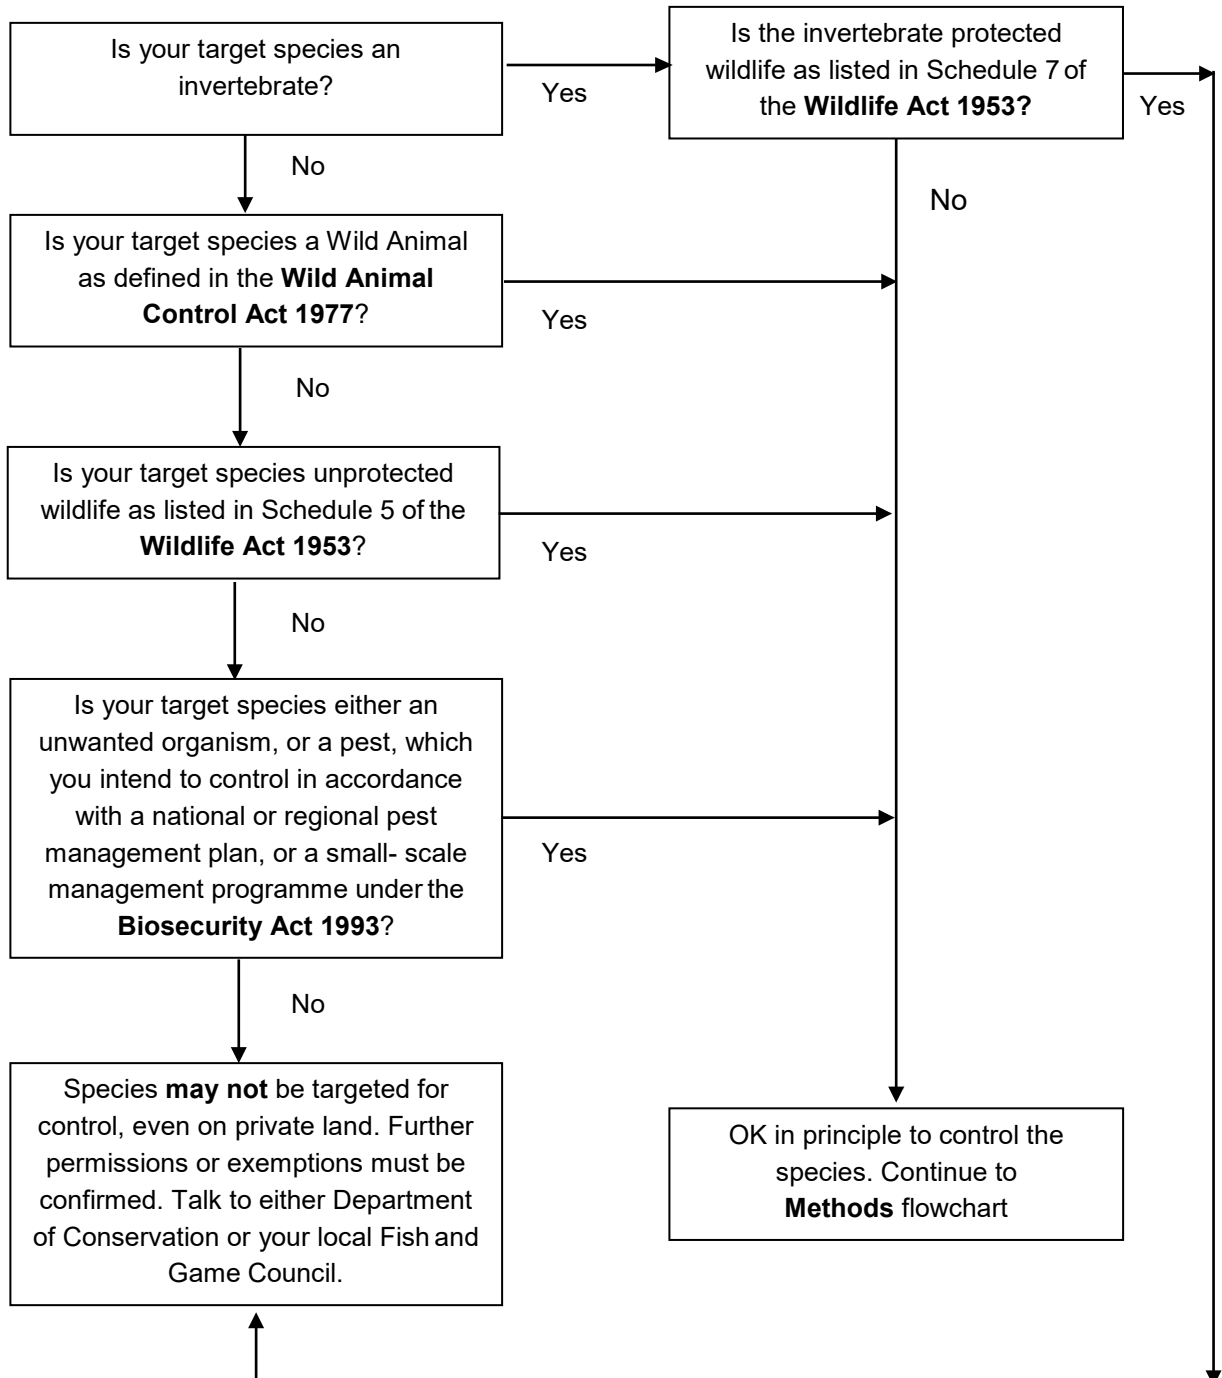 Is your target species an
invertebrate?
Yes
Is the invertebrate protected
wildlife as listed in Schedule 7 of
the Wildlife Act 1953?
Yes
No
No
Is your target species a Wild Animal
as defined in the Wild Animal
Control Act 1977?
Yes
No
Is your target species unprotected
wildlife as listed in Schedule 5 of the
Wildlife Act 1953?
Yes
No
Is your target species either an
unwanted organism, or a pest, which
you intend to control in accordance
with a national or regional pest
management plan, or a small- scale
management programme under the
Biosecurity Act 1993?
Yes
No
Species may not be targeted for
control, even on private land. Further
permissions or exemptions must be
confirmed. Talk to either Department
of Conservation or your local Fish and
Game Council.
OK in principle to control the
species. Continue to
Methods flowchart